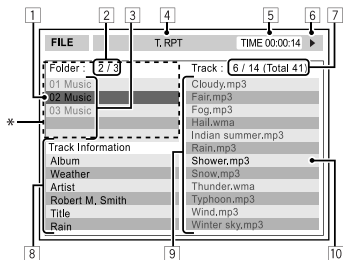 1 2 3 4 5 6 7
FILE T. RPT TIME 00:00:14
Folder : 2 / 3 Track : 6 / 14 (Total 41)
01 Music Cloudy.mp3
02 Music Fair.mp3
03 Music Fog.mp3
* Hail.wma
Indian summer.mp3
Track Information Rain.mp3
Album Shower.mp3
Weather Snow.mp3
Artist Thunder.wma
Robert M. Smith Typhoon.mp3
Title Wind.mp3
Rain Winter sky.mp3
8 9 10